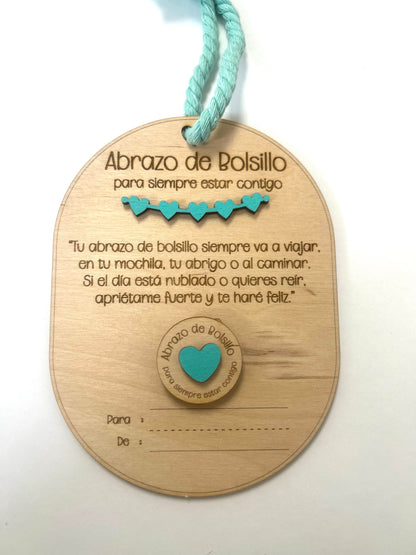 Abrazo de Bolsillo
para siempre estar contigo
"Tu abrazo de bolsillo siempre va a viajar,
en tu mochila, tu abrigo o al caminar.
Si el día está nublado o quieres reír,
apriétame fuerte y te haré feliz."
Abrazo de Bolsillo
para siempre estar contigo
Para :
De :